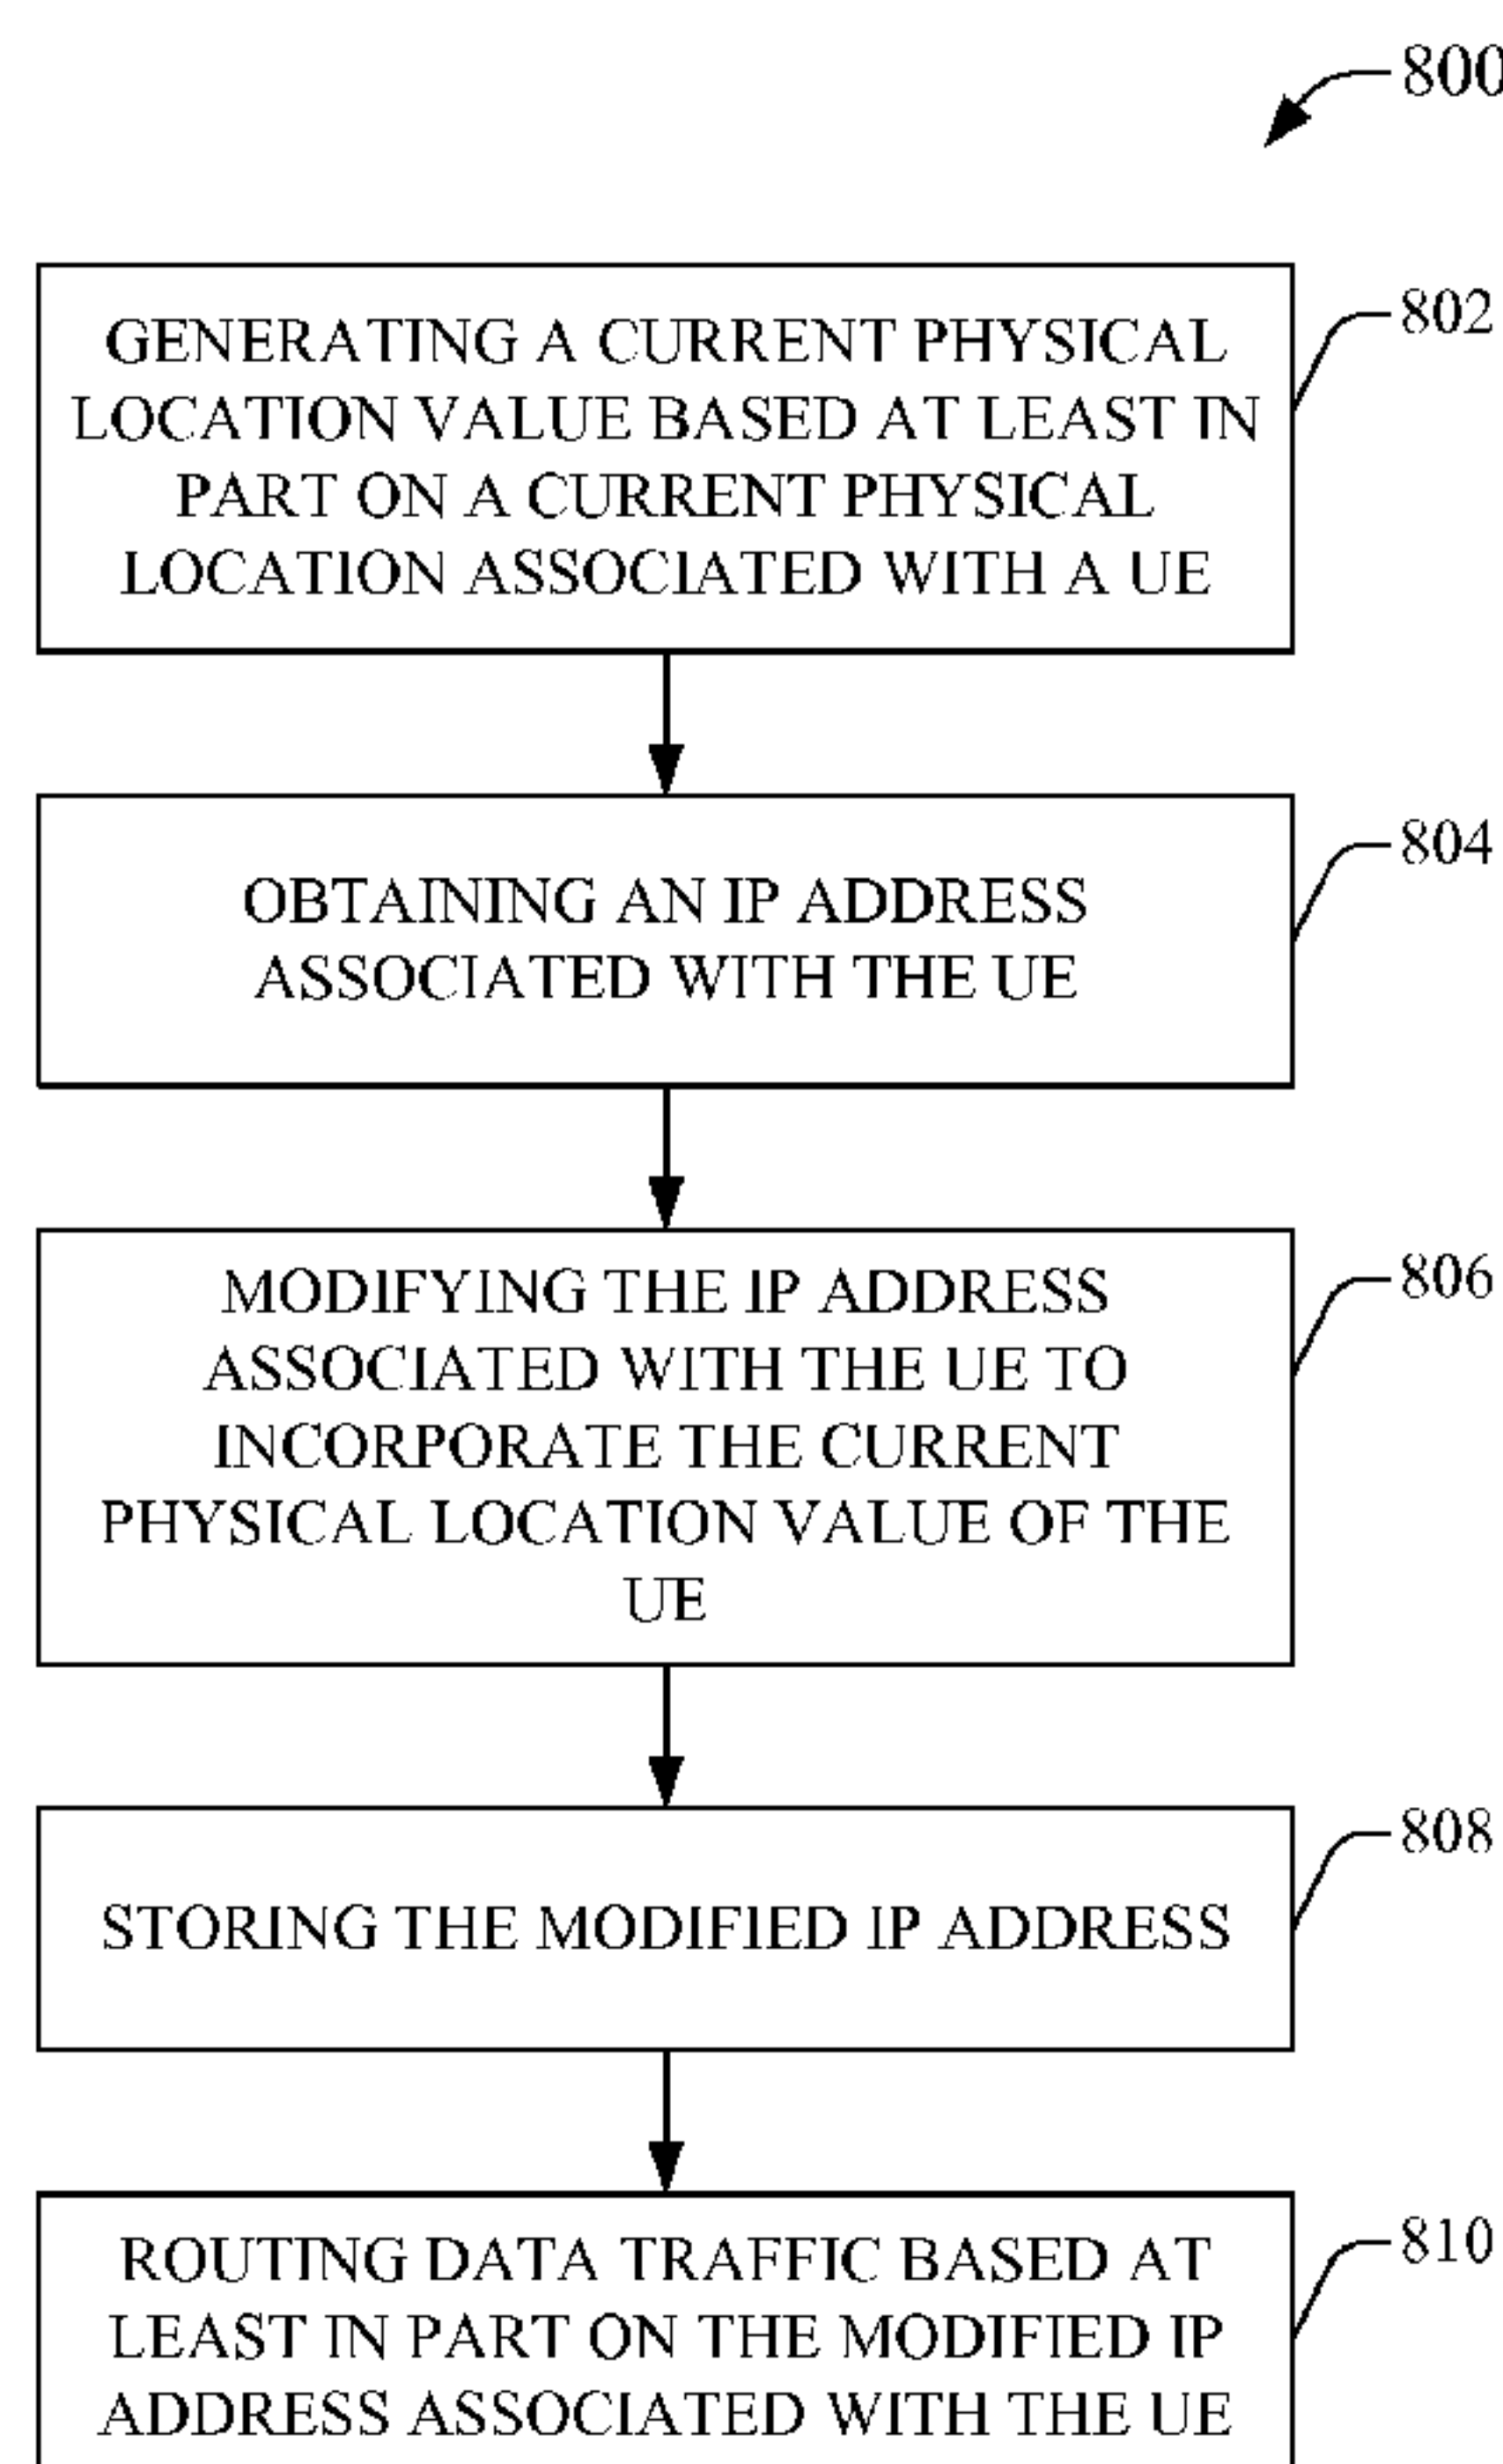 800
802
GENERATING A CURRENT PHYSICAL
LOCATION VALUE BASED AT LEAST IN
PART ON A CURRENT PHYSICAL
LOCATION ASSOCIATED WITH A UE
804
OBTAINING AN IP ADDRESS
ASSOCIATED WITH THE UE
806
MODIFYING THE IP ADDRESS
ASSOCIATED WITH THE UE TO
INCORPORATE THE CURRENT
PHYSICAL LOCATION VALUE OF THE
UE
808
STORING THE MODIFIED IP ADDRESS
810
ROUTING DATA TRAFFIC BASED AT
LEAST IN PART ON THE MODIFIED IP
ADDRESS ASSOCIATED WITH THE UE